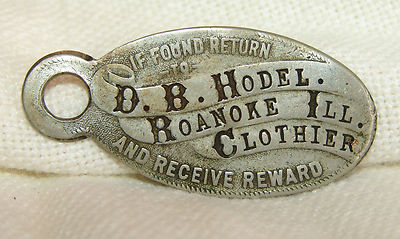 IF FOUND RETURN
TO
D. B. HODEL.
ROANOKE ILL.
CLOTHIER
AND RECEIVE REWARD